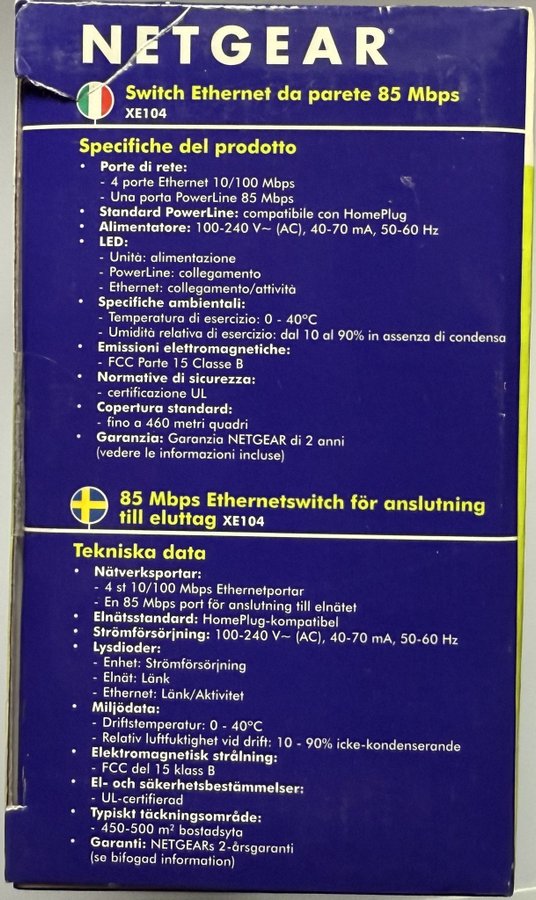 NETGEAR®
Switch Ethernet da parete 85 Mbps
XE104
Specifiche del prodotto
• Porte di rete:
- 4 porte Ethernet 10/100 Mbps
- Una porta PowerLine 85 Mbps
• Standard PowerLine: compatibile con HomePlug
• Alimentatore: 100-240 V~ (AC), 40-70 mA, 50-60 Hz
• LED:
- Unità: alimentazione
- PowerLine: collegamento
- Ethernet: collegamento/attività
• Specifiche ambientali:
- Temperatura di esercizio: 0 - 40ºC
- Umidità relativa di esercizio: dal 10 al 90% in assenza di condensa
• Emissioni elettromagnetiche:
- FCC Parte 15 Classe B
• Normative di sicurezza:
- certificazione UL
• Copertura standard:
- fino a 460 metri quadri
• Garanzia: Garanzia NETGEAR di 2 anni
(vedere le informazioni incluse)
85 Mbps Ethernetswitch för anslutning
till eluttag XE104
Tekniska data
• Nätverksportar:
- 4 st 10/100 Mbps Ethernetportar
- En 85 Mbps port för anslutning till elnätet
• Elnätsstandard: HomePlug-kompatibel
• Strömförsörjning: 100-240 V~ (AC), 40-70 mA, 50-60 Hz
• Lysdioder:
- Enhet: Strömförsörjning
- Elnät: Länk
- Ethernet: Länk/Aktivitet
• Miljödata:
- Driftstemperatur: 0 - 40ºC
- Relativ luftfuktighet vid drift: 10 - 90% icke-kondenserande
• Elektromagnetisk strålning:
- FCC del 15 klass B
• El- och säkerhetsbestämmelser:
- UL-certifierad
• Typiskt täckningsområde:
- 450-500 m² bostadsyta
• Garanti: NETGEARs 2-årsgaranti
(se bifogad information)